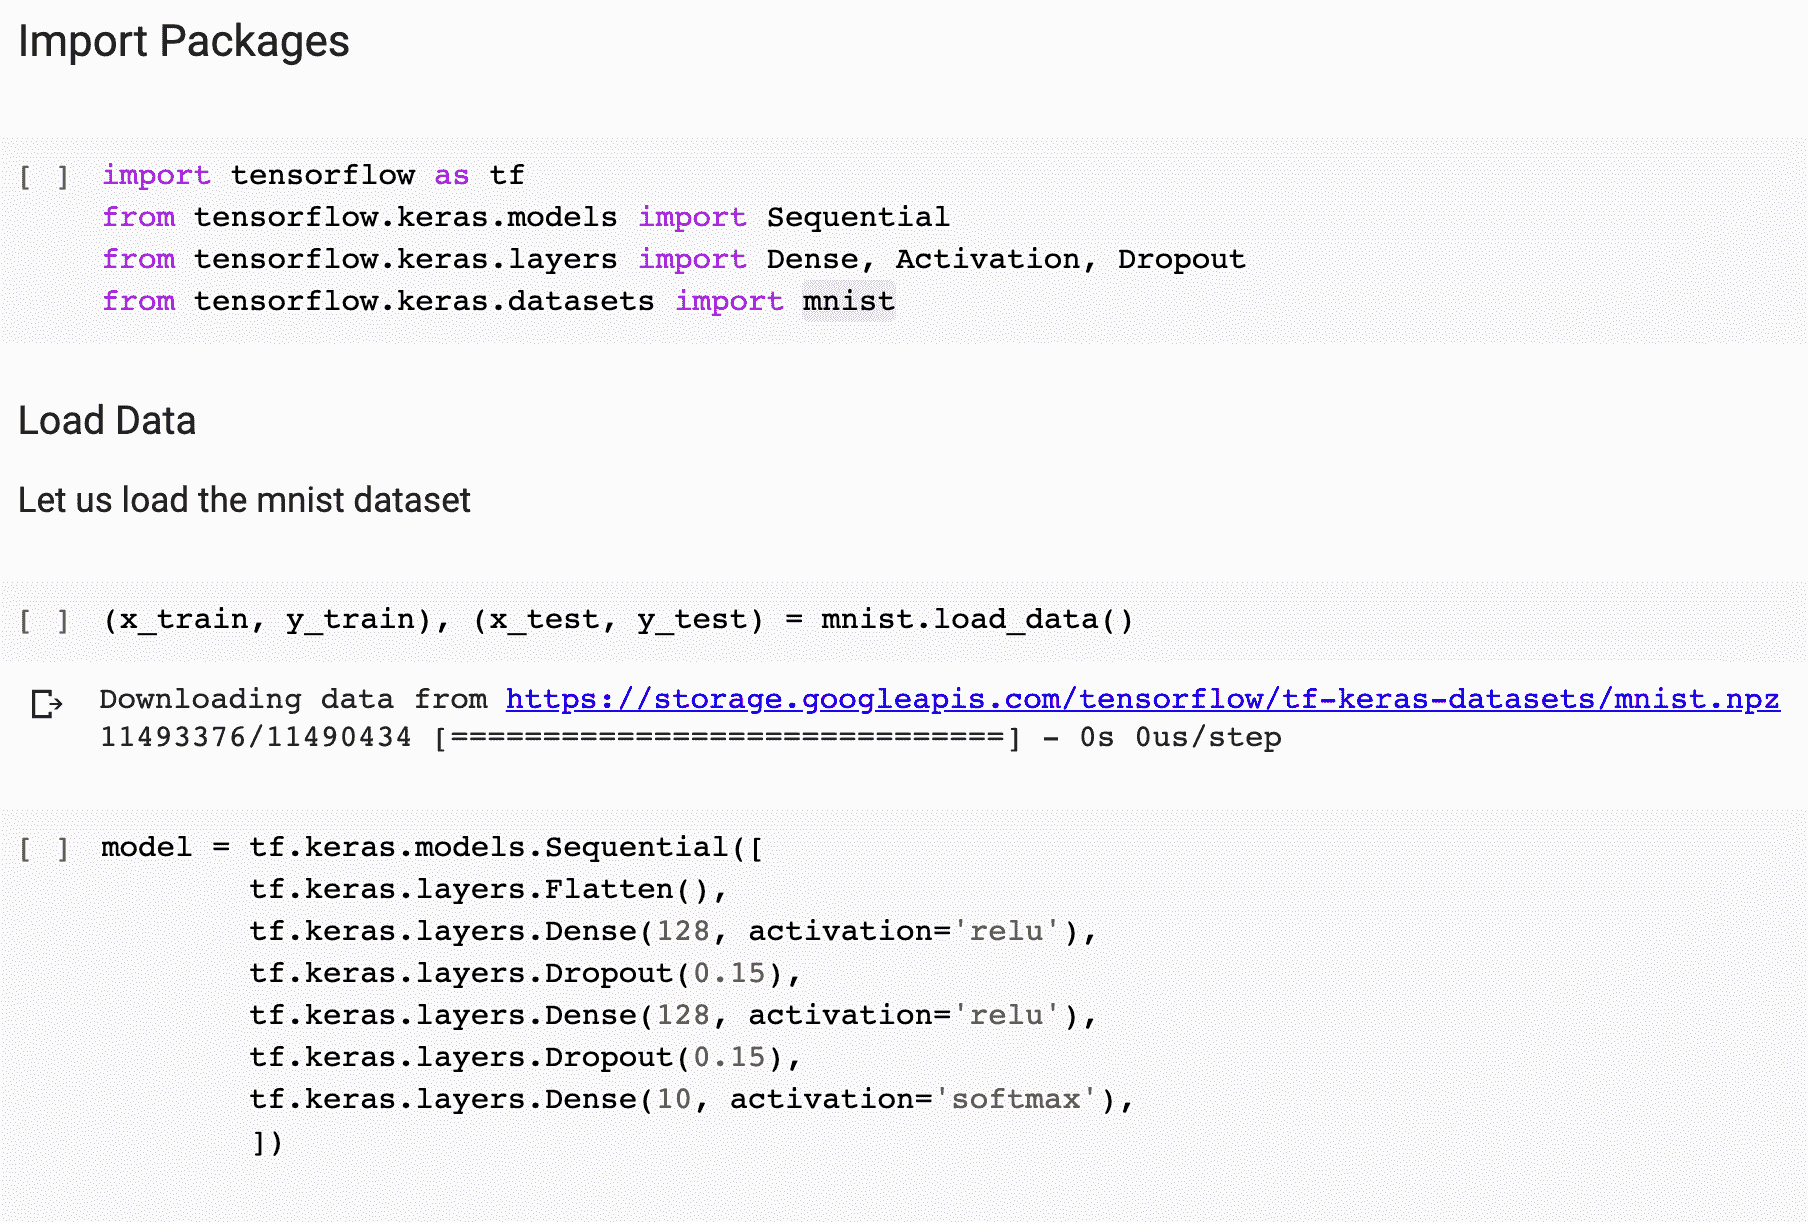 Import Packages
[ ] import tensorflow as tf
from tensorflow.keras.models import Sequential
from tensorflow.keras.layers import Dense, Activation, Dropout
from tensorflow.keras.datasets import mnist
Load Data
Let us load the mnist dataset
[ ] (x_train, y_train), (x_test, y_test) = mnist.load_data()
Downloading data from https://storage.googleapis.com/tensorflow/tf-keras-datasets/mnist.npz
11493376/11490434 [==============================] - 0s 0us/step
[ ] model = tf.keras.models.Sequential([
tf.keras.layers.Flatten(),
tf.keras.layers.Dense(128, activation='relu'),
tf.keras.layers.Dropout(0.15),
tf.keras.layers.Dense(128, activation='relu'),
tf.keras.layers.Dropout(0.15),
tf.keras.layers.Dense(10, activation='softmax'),
])